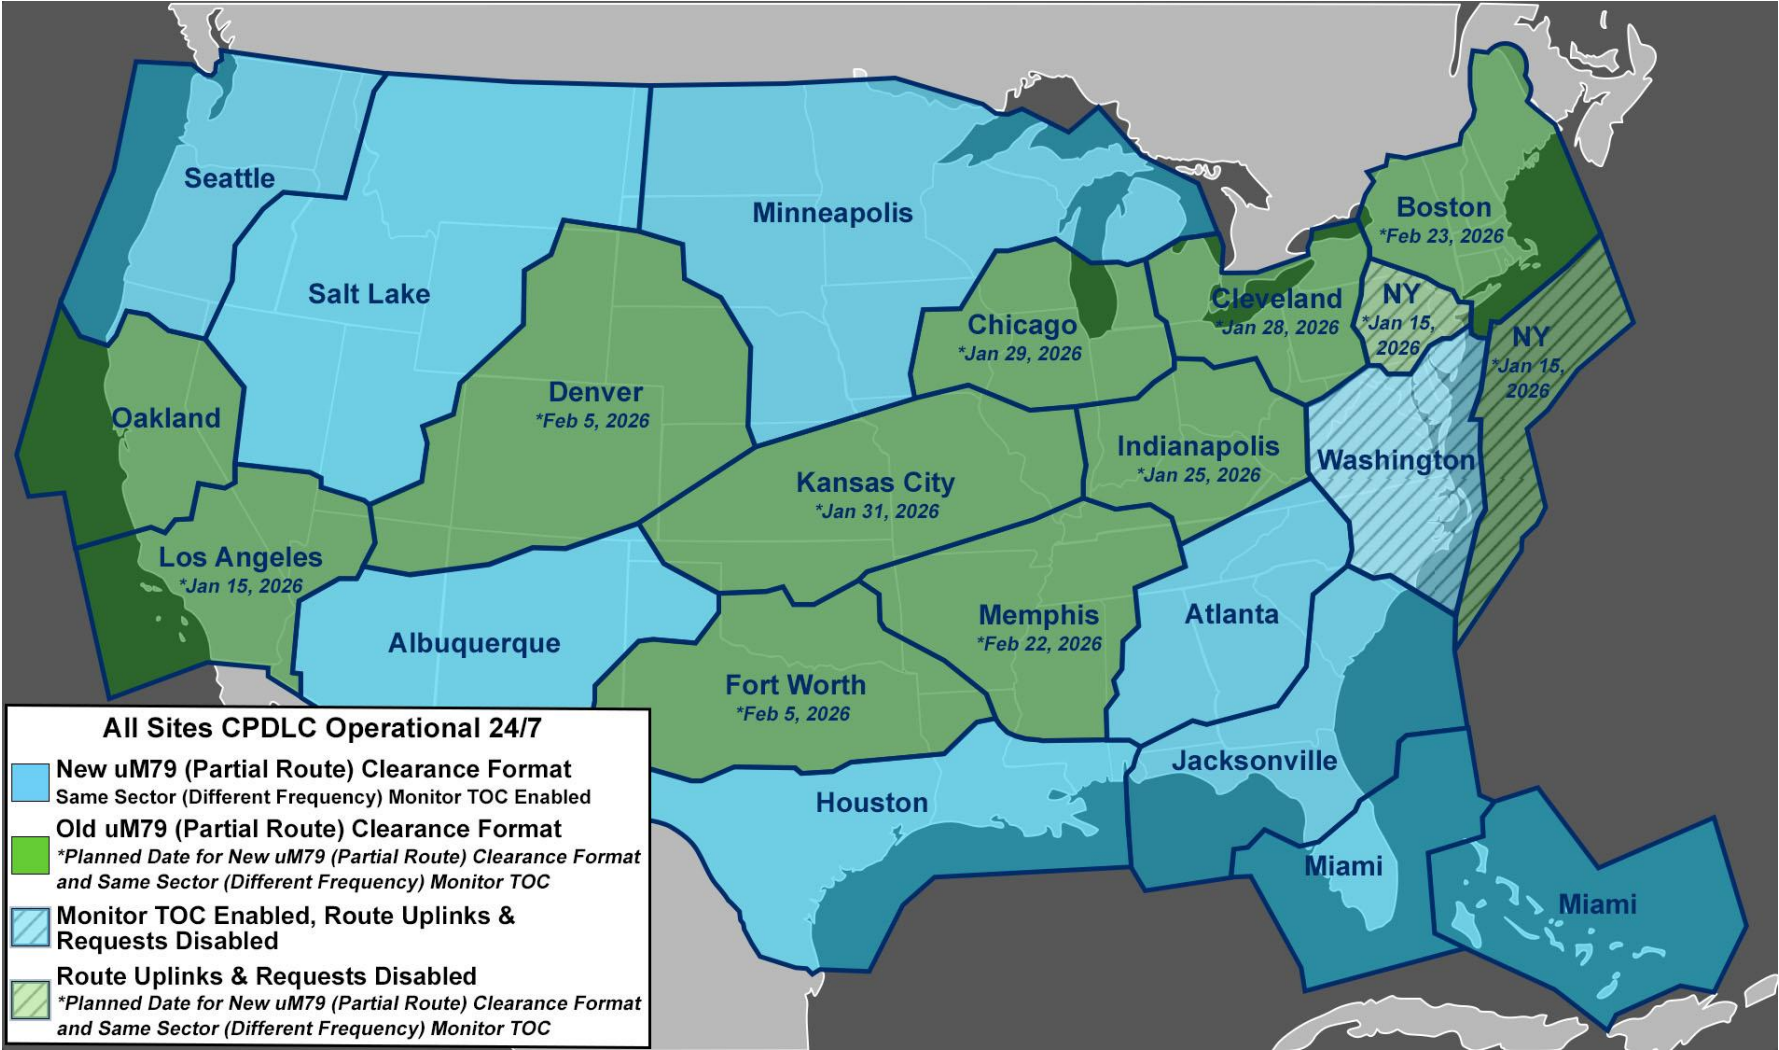 Seattle
Minneapolis
Boston
*Feb 23, 2026
Salt Lake
Cleveland
*Jan 28, 2026
NY
*Jan 15,
2026
Chicago
*Jan 29, 2026
NY
*Jan 15,
2026
Denver
*Feb 5, 2026
Oakland
Indianapolis
*Jan 25, 2026
Washington
Kansas City
*Jan 31, 2026
Los Angeles
*Jan 15, 2026
Albuquerque
Memphis
*Feb 22, 2026
Atlanta
Fort Worth
*Feb 5, 2026
Jacksonville
Houston
Miami
Miami
All Sites CPDLC Operational 24/7
New uM79 (Partial Route) Clearance Format
Same Sector (Different Frequency) Monitor TOC Enabled
Old uM79 (Partial Route) Clearance Format
*Planned Date for New uM79 (Partial Route) Clearance Format
and Same Sector (Different Frequency) Monitor TOC
Monitor TOC Enabled, Route Uplinks &
Requests Disabled
Route Uplinks & Requests Disabled
*Planned Date for New uM79 (Partial Route) Clearance Format
and Same Sector (Different Frequency) Monitor TOC